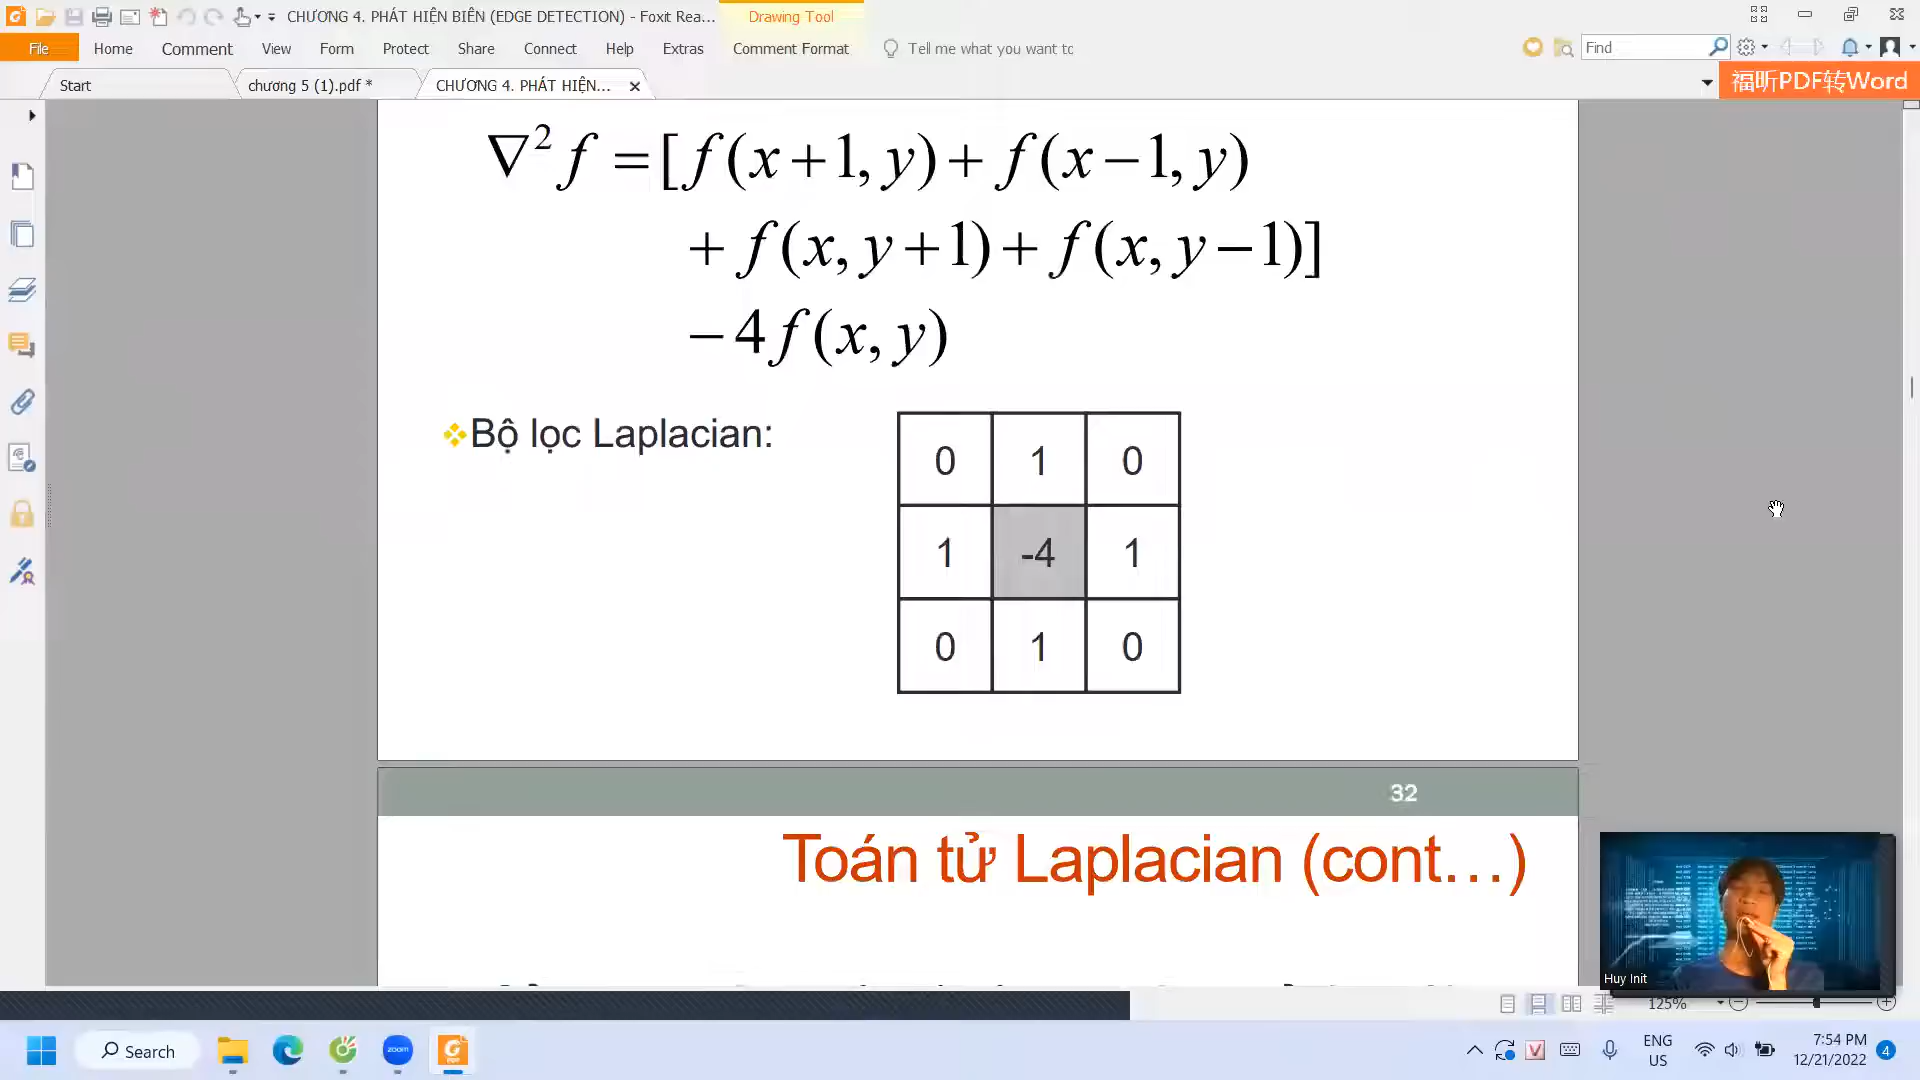 CHƯƠNG 4. PHÁT HIỆN BIÊN (EDGE DETECTION) - Foxit Rea...
Drawing Tool
File Home Comment View Form Protect Share Connect Help Extras Comment Format Tell me what you want to Find
Start chương 5 (1).pdf * CHƯƠNG 4. PHÁT HIỆN... 福昕PDF转Word
∇² f = [ f(x+1, y) + f(x−1, y)
+ f(x, y+1) + f(x, y−1)]
− 4 f(x, y)
Bộ lọc Laplacian:
0 1 0
1 -4 1
0 1 0
32
Toán tử Laplacian (cont…)
Huy Init
125%
Search zoom ENG US 7:54 PM 12/21/2022 4